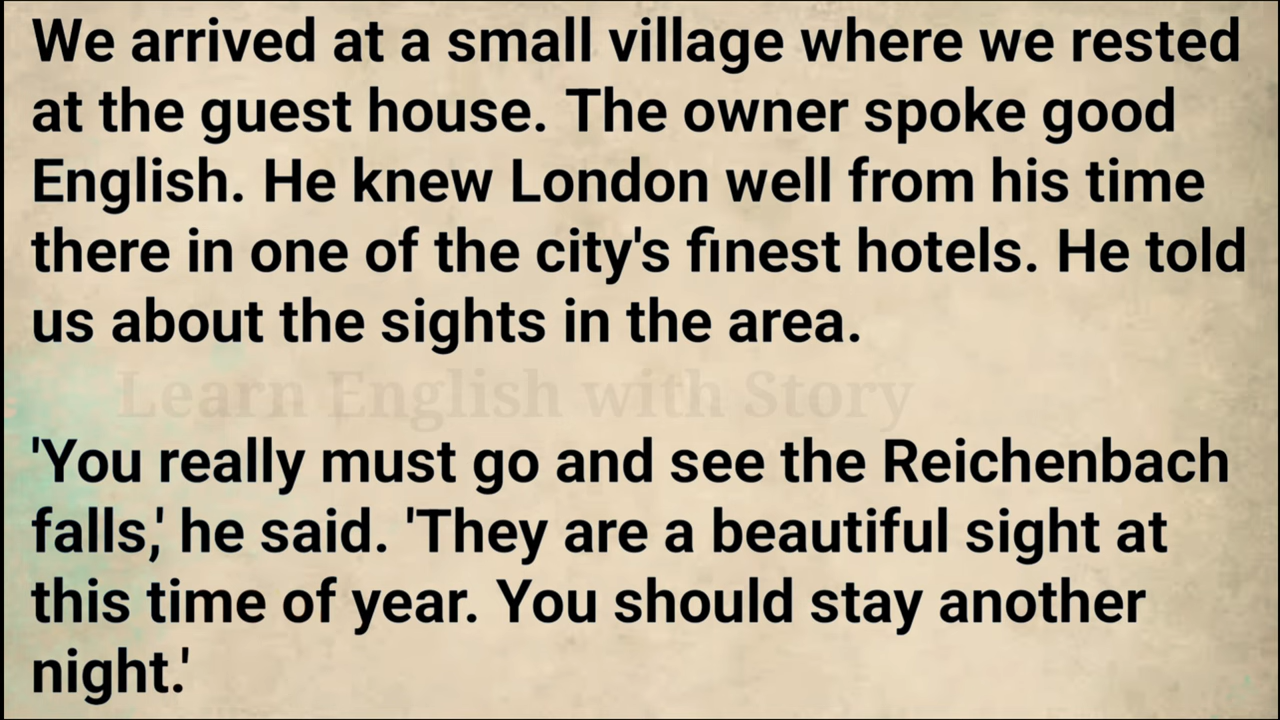 We arrived at a small village where we rested
at the guest house. The owner spoke good
English. He knew London well from his time
there in one of the city's finest hotels. He told
us about the sights in the area.
Learn English with Story
'You really must go and see the Reichenbach
falls,' he said. 'They are a beautiful sight at
this time of year. You should stay another
night.'